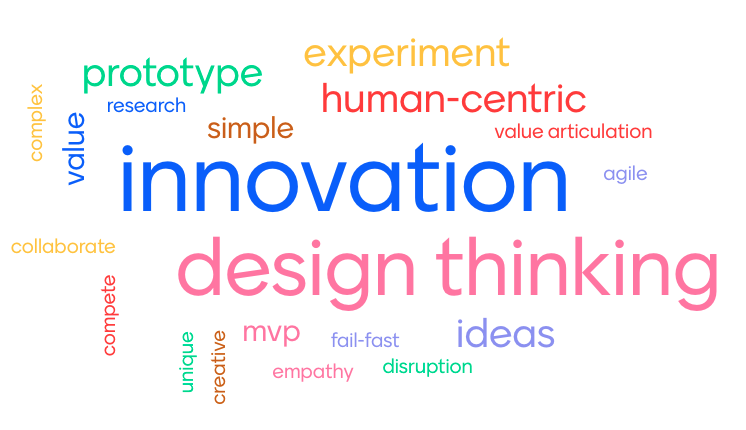 experiment
prototype
human-centric
complex
research
value
simple
value articulation
innovation
agile
collaborate
design thinking
compete
mvp
fail-fast
ideas
unique
creative
empathy
disruption